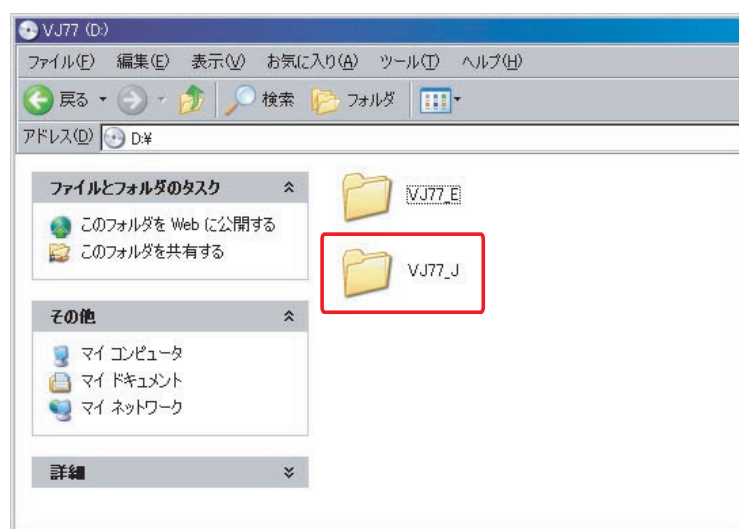 VJ77 (D:)
ファイル(F) 編集(E) 表示(V) お気に入り(A) ツール(T) ヘルプ(H)
戻る 検索 フォルダ
アドレス(D) D:¥
ファイルとフォルダのタスク
このフォルダを Web に公開する
このフォルダを共有する
その他
マイ コンピュータ
マイ ドキュメント
マイ ネットワーク
詳細
VJ77_E
VJ77_J